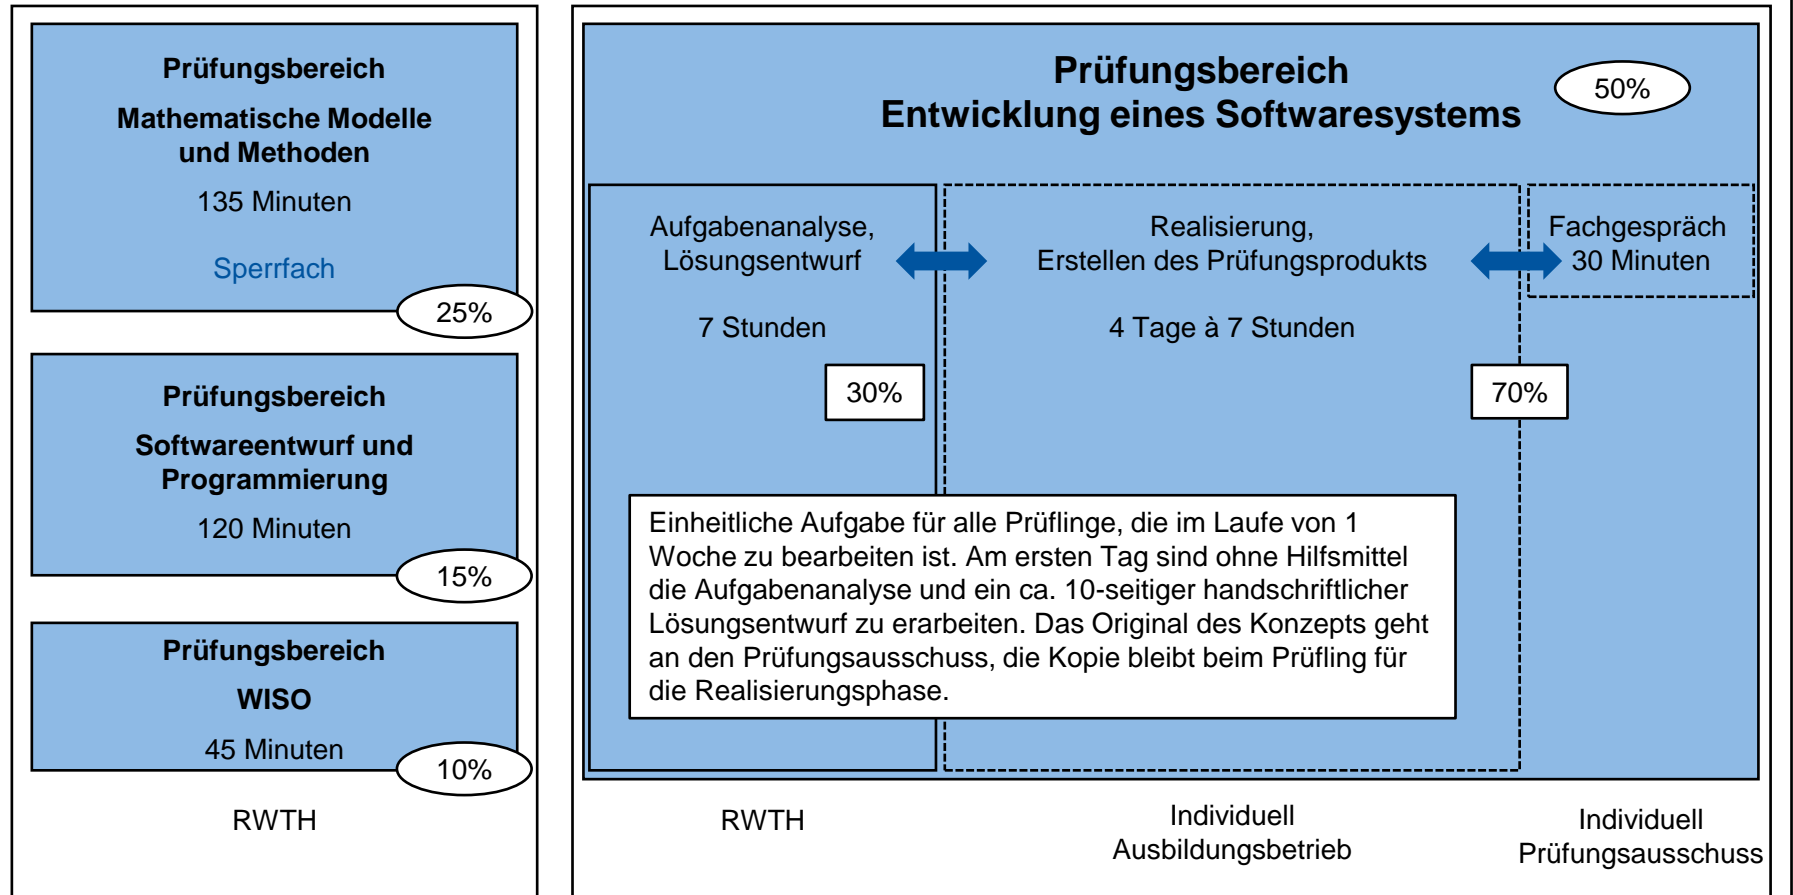 Prüfungsbereich
Mathematische Modelle
und Methoden
135 Minuten
Sperrfach
25%
Prüfungsbereich
Softwareentwurf und
Programmierung
120 Minuten
15%
Prüfungsbereich
WISO
45 Minuten
10%
RWTH
Prüfungsbereich
Entwicklung eines Softwaresystems
50%
Aufgabenanalyse,
Lösungsentwurf
7 Stunden
30%
Realisierung,
Erstellen des Prüfungsprodukts
4 Tage à 7 Stunden
70%
Fachgespräch
30 Minuten
Einheitliche Aufgabe für alle Prüflinge, die im Laufe von 1
Woche zu bearbeiten ist. Am ersten Tag sind ohne Hilfsmittel
die Aufgabenanalyse und ein ca. 10-seitiger handschriftlicher
Lösungsentwurf zu erarbeiten. Das Original des Konzepts geht
an den Prüfungsausschuss, die Kopie bleibt beim Prüfling für
die Realisierungsphase.
RWTH
Individuell
Ausbildungsbetrieb
Individuell
Prüfungsausschuss